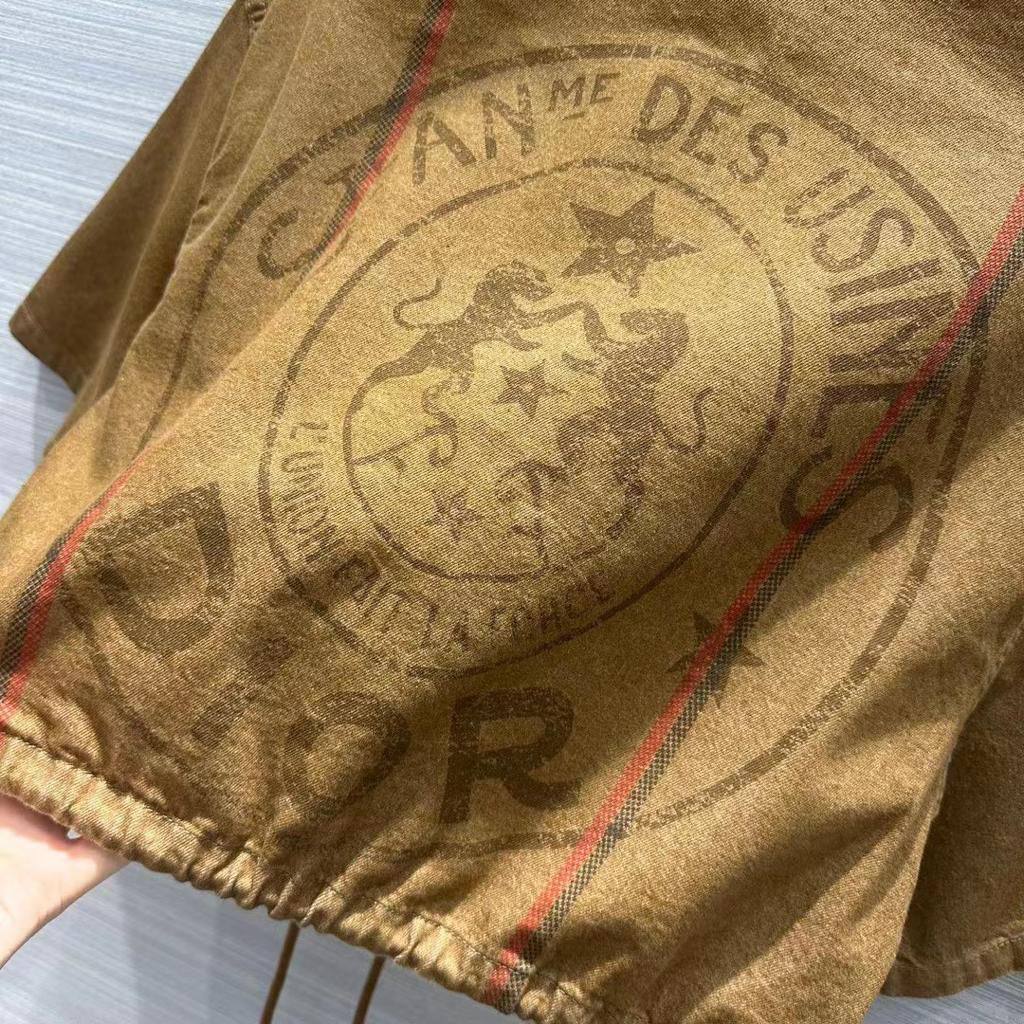 C. J. ANᴹᴱ DES USINES
L'UNION FAIT LA FORCE
DIOR